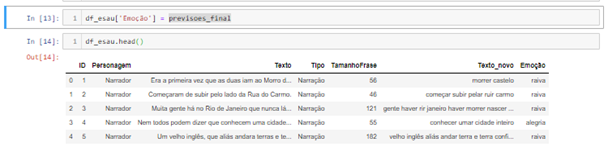 In [13]: 1 df_esau['Emoção'] = previsoes_final
In [14]: 1 df_esau.head()
Out[14]:
ID Personagem Texto Tipo TamanhoFrase Texto_novo Emoção
0 1 Narrador Era a primeira vez que as duas iam ao Morro d... Narração 56 morrer castelo raiva
1 2 Narrador Começaram de subir pelo lado da Rua do Carmo. Narração 46 começar subir pelar ruir carmo raiva
2 3 Narrador Muita gente há no Rio de Janeiro que nunca lá... Narração 121 gente haver rir janeiro haver morrer nascer ... raiva
3 4 Narrador Nem todos podem dizer que conhecem uma cidade... Narração 55 conhecer umar cidade inteiro alegria
4 5 Narrador Um velho inglês, que aliás andara terras e te... Narração 182 velho inglês aliás andar terra e terra confi... raiva